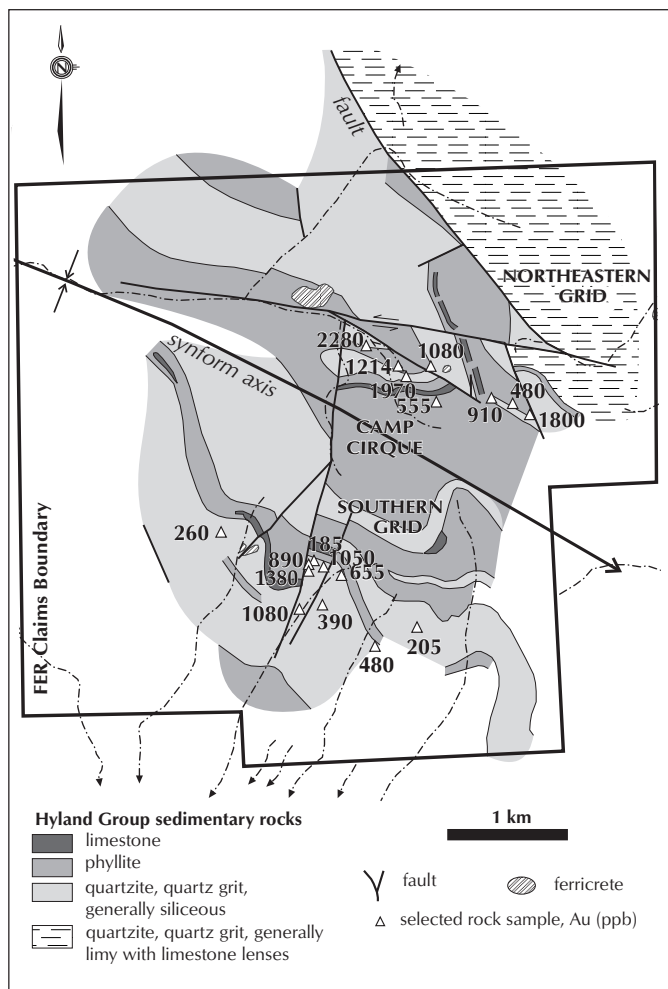 N
fault
NORTHEASTERN
GRID
synform axis
2280
1080
1214
1970
555
480
910
1800
CAMP
CIRQUE
SOUTHERN
GRID
260
185
890
1050
1380
655
1080
390
205
480
FER Claims Boundary
Hyland Group sedimentary rocks
limestone
phyllite
quartzite, quartz grit,
generally siliceous
quartzite, quartz grit, generally
limy with limestone lenses
1 km
fault
ferricrete
selected rock sample, Au (ppb)